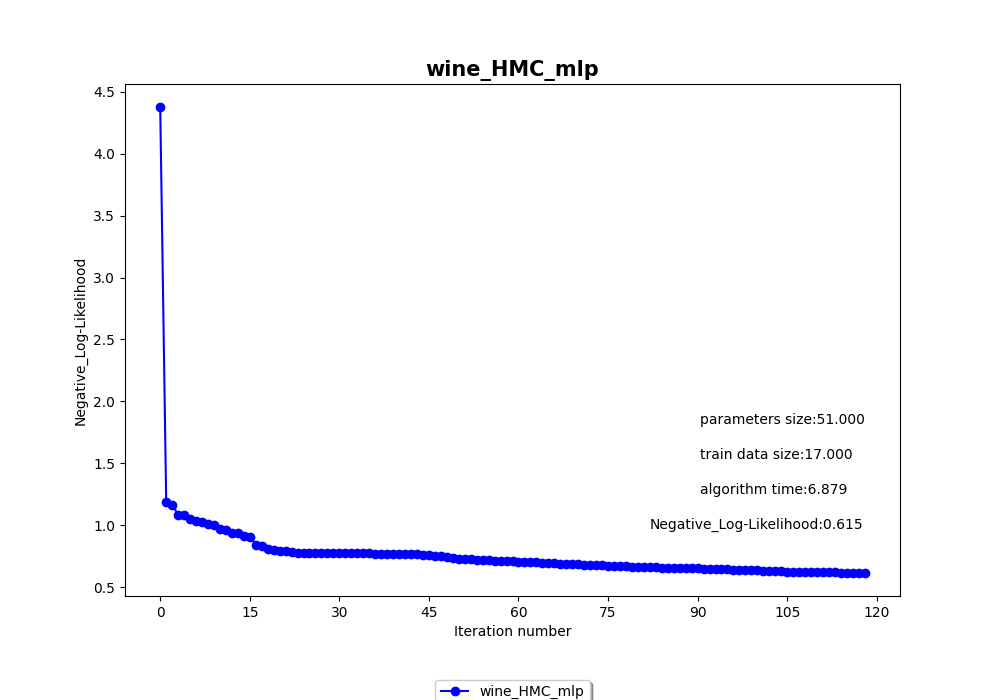 wine_HMC_mlp
4.5
4.0
3.5
3.0
2.5
2.0
1.5
1.0
0.5
Negative_Log-Likelihood
parameters size:51.000
train data size:17.000
algorithm time:6.879
Negative_Log-Likelihood:0.615
0 15 30 45 60 75 90 105 120
Iteration number
wine_HMC_mlp